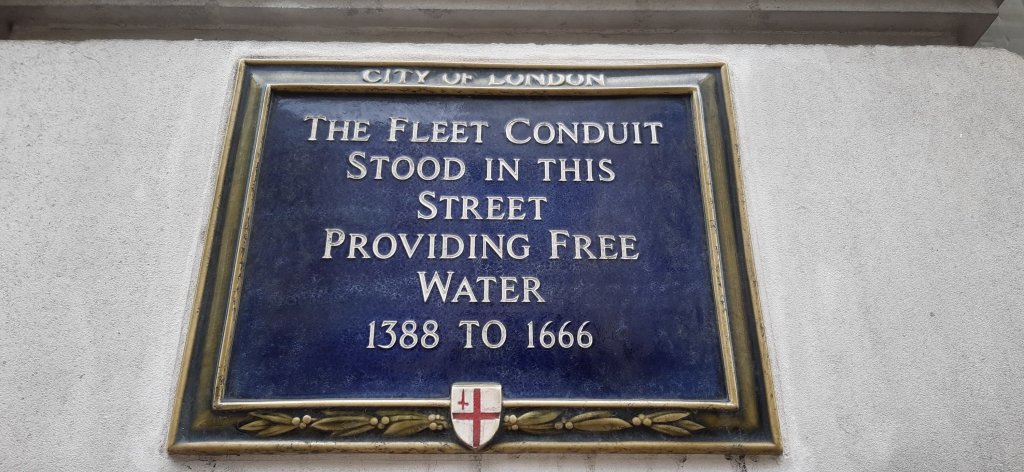 CITY OF LONDON
THE FLEET CONDUIT
STOOD IN THIS
STREET
PROVIDING FREE
WATER
1388 TO 1666